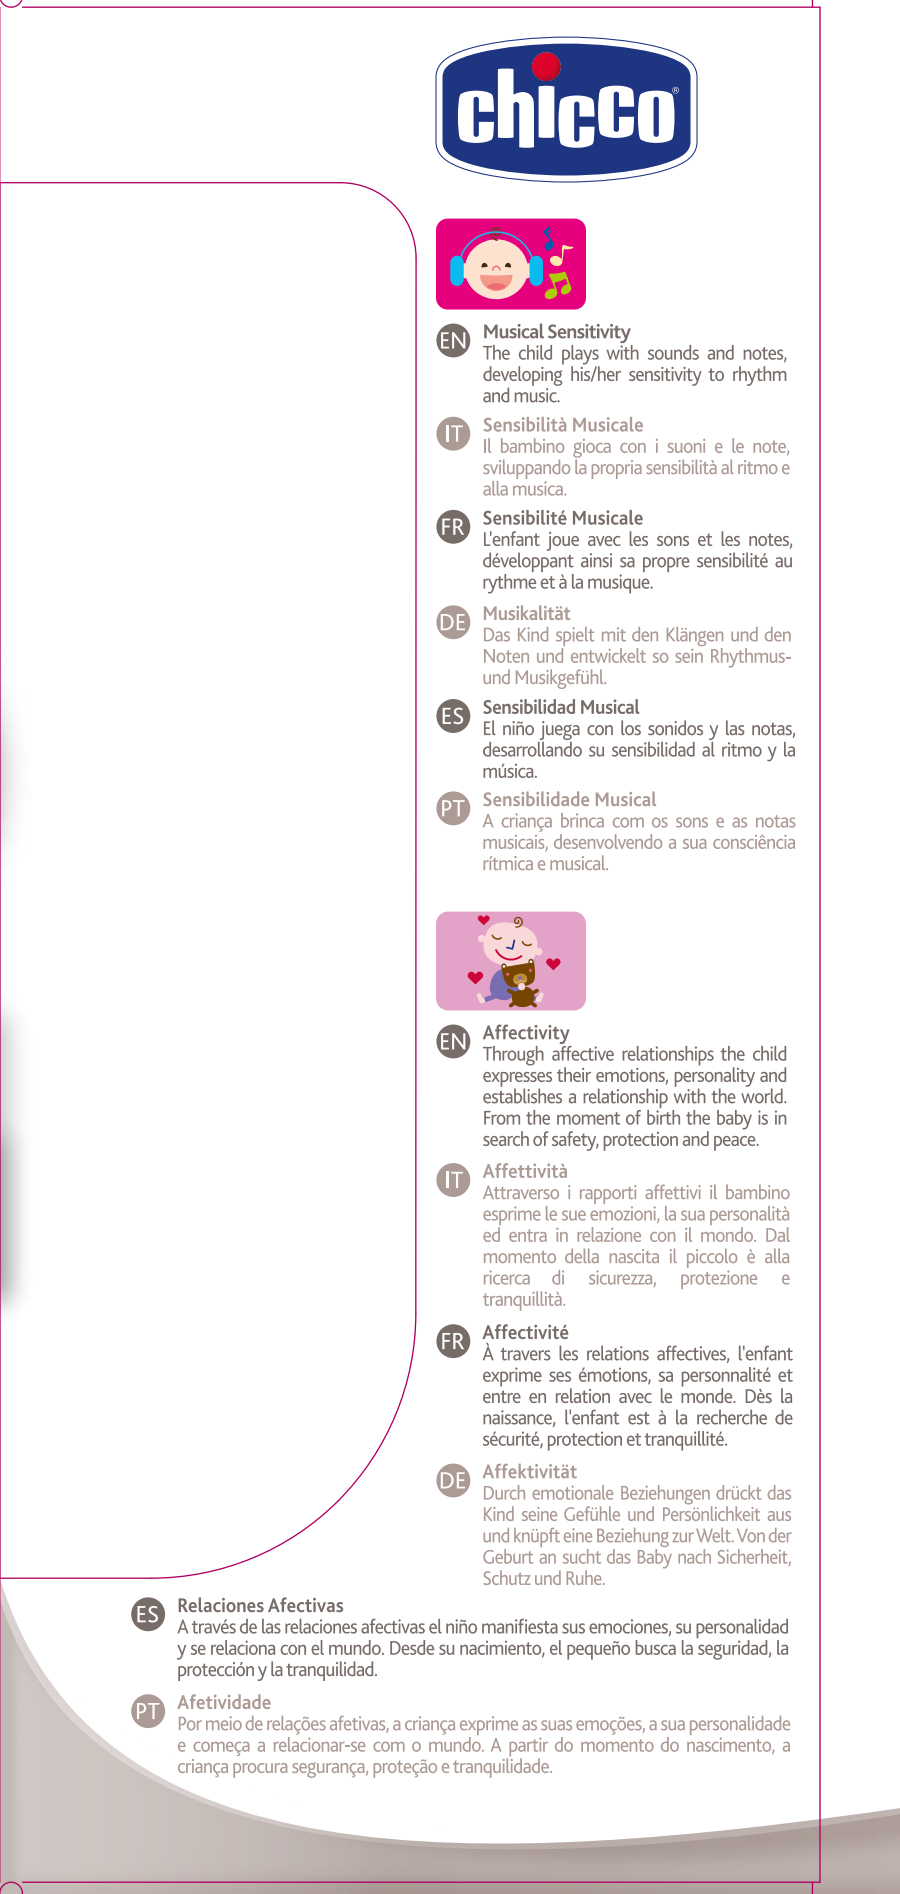 chicco®
EN
Musical Sensitivity
The child plays with sounds and notes,
developing his/her sensitivity to rhythm
and music.
IT
Sensibilità Musicale
Il bambino gioca con i suoni e le note,
sviluppando la propria sensibilità al ritmo e
alla musica.
FR
Sensibilité Musicale
L'enfant joue avec les sons et les notes,
développant ainsi sa propre sensibilité au
rythme et à la musique.
DE
Musikalität
Das Kind spielt mit den Klängen und den
Noten und entwickelt so sein Rhythmus-
und Musikgefühl.
ES
Sensibilidad Musical
El niño juega con los sonidos y las notas,
desarrollando su sensibilidad al ritmo y la
música.
PT
Sensibilidade Musical
A criança brinca com os sons e as notas
musicais, desenvolvendo a sua consciência
rítmica e musical.
EN
Affectivity
Through affective relationships the child
expresses their emotions, personality and
establishes a relationship with the world.
From the moment of birth the baby is in
search of safety, protection and peace.
IT
Affettività
Attraverso i rapporti affettivi il bambino
esprime le sue emozioni, la sua personalità
ed entra in relazione con il mondo. Dal
momento della nascita il piccolo è alla
ricerca di sicurezza, protezione e
tranquillità.
FR
Affectivité
À travers les relations affectives, l'enfant
exprime ses émotions, sa personnalité et
entre en relation avec le monde. Dès la
naissance, l'enfant est à la recherche de
sécurité, protection et tranquillité.
DE
Affektivität
Durch emotionale Beziehungen drückt das
Kind seine Gefühle und Persönlichkeit aus
und knüpft eine Beziehung zur Welt. Von der
Geburt an sucht das Baby nach Sicherheit,
Schutz und Ruhe.
ES
Relaciones Afectivas
A través de las relaciones afectivas el niño manifiesta sus emociones, su personalidad
y se relaciona con el mundo. Desde su nacimiento, el pequeño busca la seguridad, la
protección y la tranquilidad.
PT
Afetividade
Por meio de relações afetivas, a criança exprime as suas emoções, a sua personalidade
e começa a relacionar-se com o mundo. A partir do momento do nascimento, a
criança procura segurança, proteção e tranquilidade.